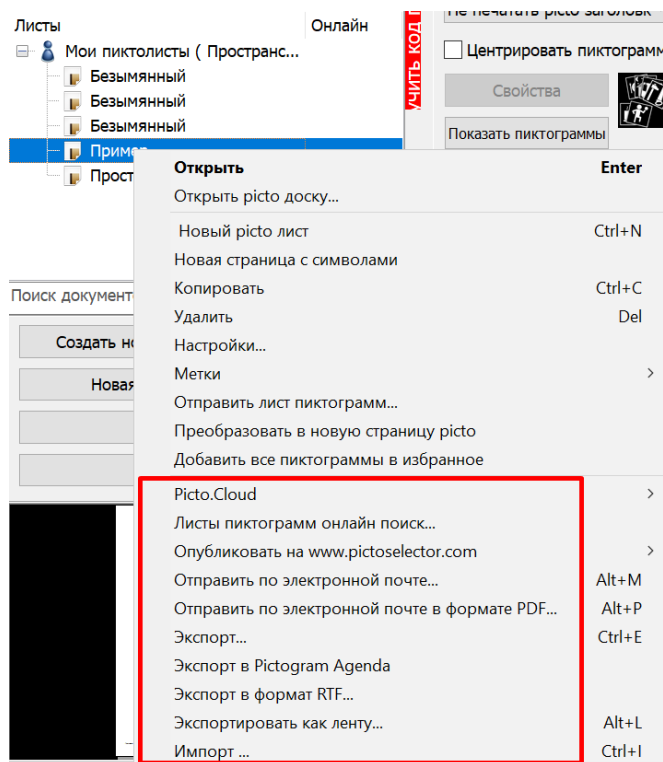 Листы Онлайн
Мои пиктолисты ( Пространс...
Безымянный
Безымянный
Безымянный
Пример
Прост
Поиск документ
Создать но
Новая
УЧИТЬ КОД
Не печатать picto заголовк
Центрировать пиктограмм
Свойства
Показать пиктограммы
Открыть Enter
Открыть picto доску...
Новый picto лист Ctrl+N
Новая страница с символами
Копировать Ctrl+C
Удалить Del
Настройки...
Метки
Отправить лист пиктограмм...
Преобразовать в новую страницу picto
Добавить все пиктограммы в избранное
Picto.Cloud
Листы пиктограмм онлайн поиск...
Опубликовать на www.pictoselector.com
Отправить по электронной почте... Alt+M
Отправить по электронной почте в формате PDF... Alt+P
Экспорт... Ctrl+E
Экспорт в Pictogram Agenda
Экспорт в формат RTF...
Экспортировать как ленту... Alt+L
Импорт ... Ctrl+I